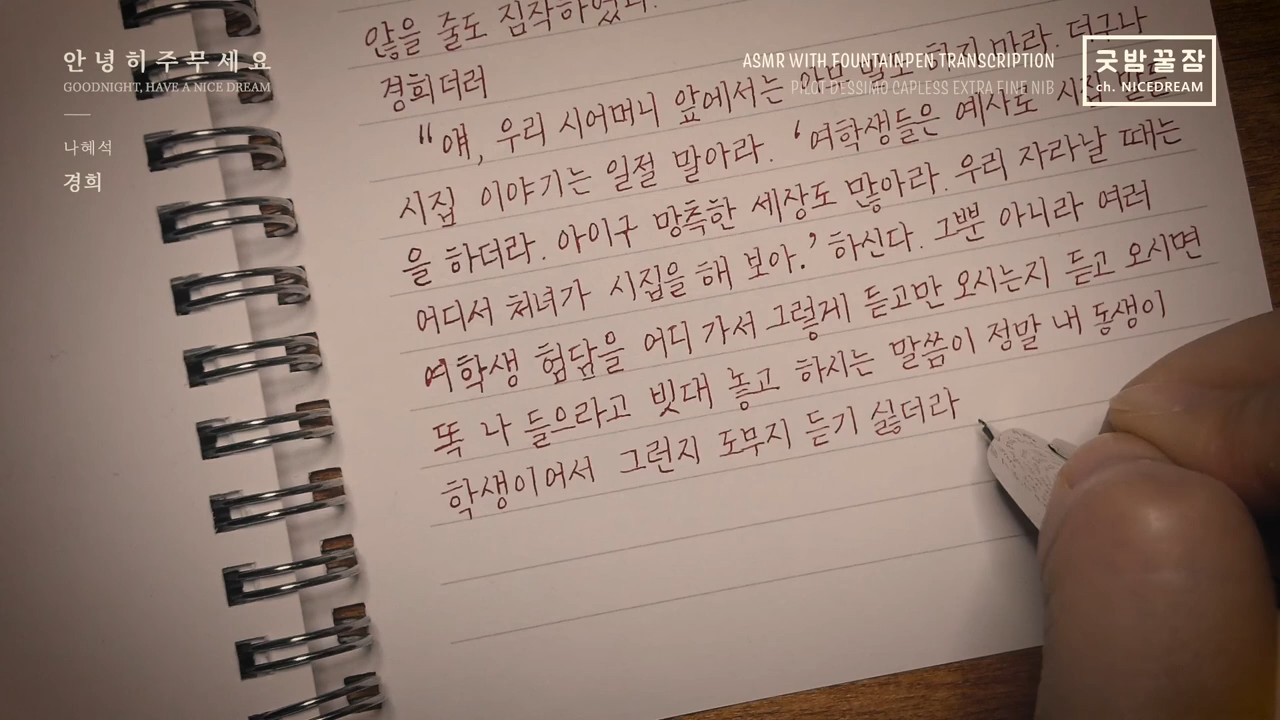 안녕히주무세요
GOODNIGHT, HAVE A NICE DREAM
나혜석
경희
ASMR WITH FOUNTAINPEN TRANSCRIPTION
PILOT DESSIMO CAPLESS EXTRA FINE NIB
굿밤꿀잠
ch. NICEDREAM
않을 줄도 짐작하였다.
경희더러
“얘, 우리 시어머니 앞에서는 아무 말도 하지 마라. 더구나
시집 이야기는 일절 말아라. ‘여학생들은 예사로 시집 말들
을 하더라. 아이구 망측한 세상도 많아라. 우리 자라날 때는
어디서 처녀가 시집을 해 보아.’ 하신다. 그뿐 아니라 여러
여학생 험담을 어디 가서 그렇게 듣고만 오시는지 듣고 오시면
똑 나 들으라고 빗대 놓고 하시는 말씀이 정말 내 동생이
학생이어서 그런지 도무지 듣기 싫더라